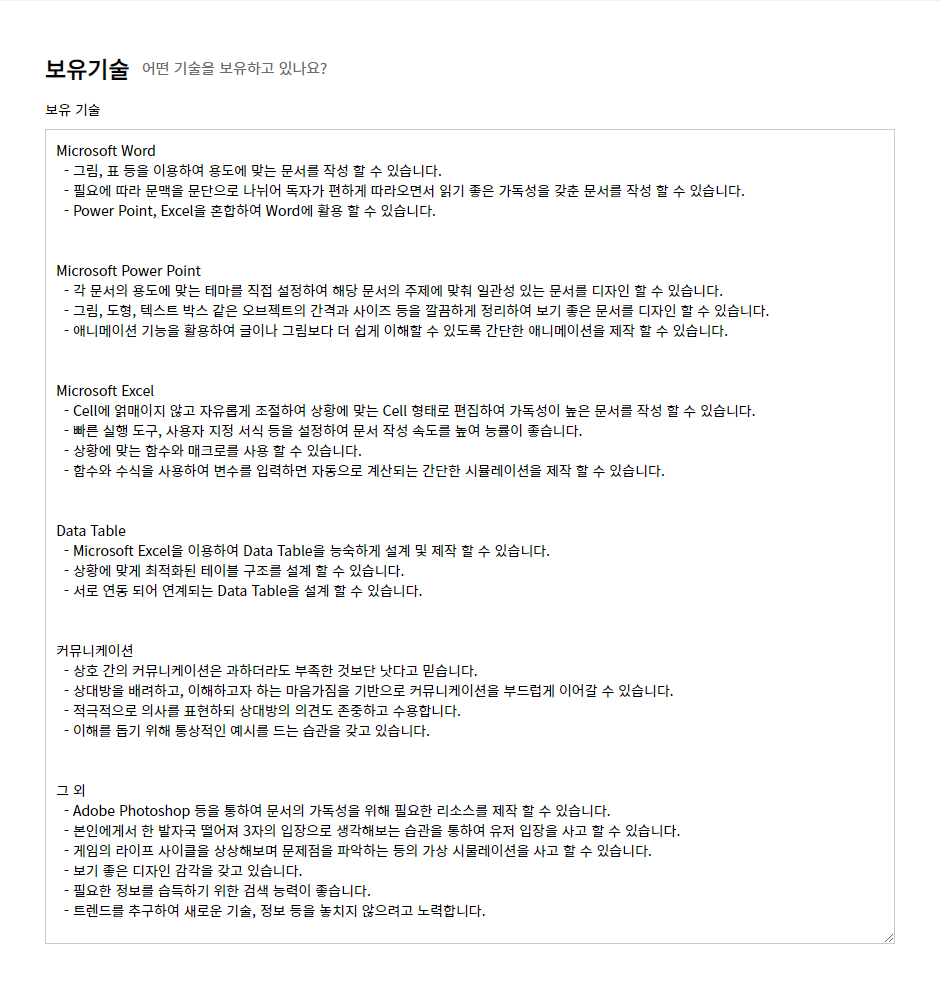 보유기술 어떤 기술을 보유하고 있나요?
보유 기술
Microsoft Word
- 그림, 표 등을 이용하여 용도에 맞는 문서를 작성 할 수 있습니다.
- 필요에 따라 문맥을 문단으로 나뉘어 독자가 편하게 따라오면서 읽기 좋은 가독성을 갖춘 문서를 작성 할 수 있습니다.
- Power Point, Excel을 혼합하여 Word에 활용 할 수 있습니다.
Microsoft Power Point
- 각 문서의 용도에 맞는 테마를 직접 설정하여 해당 문서의 주제에 맞춰 일관성 있는 문서를 디자인 할 수 있습니다.
- 그림, 도형, 텍스트 박스 같은 오브젝트의 간격과 사이즈 등을 깔끔하게 정리하여 보기 좋은 문서를 디자인 할 수 있습니다.
- 애니메이션 기능을 활용하여 글이나 그림보다 더 쉽게 이해할 수 있도록 간단한 애니메이션을 제작 할 수 있습니다.
Microsoft Excel
- Cell에 얽매이지 않고 자유롭게 조절하여 상황에 맞는 Cell 형태로 편집하여 가독성이 높은 문서를 작성 할 수 있습니다.
- 빠른 실행 도구, 사용자 지정 서식 등을 설정하여 문서 작성 속도를 높여 능률이 좋습니다.
- 상황에 맞는 함수와 매크로를 사용 할 수 있습니다.
- 함수와 수식을 사용하여 변수를 입력하면 자동으로 계산되는 간단한 시뮬레이션을 제작 할 수 있습니다.
Data Table
- Microsoft Excel을 이용하여 Data Table을 능숙하게 설계 및 제작 할 수 있습니다.
- 상황에 맞게 최적화된 테이블 구조를 설계 할 수 있습니다.
- 서로 연동 되어 연계되는 Data Table을 설계 할 수 있습니다.
커뮤니케이션
- 상호 간의 커뮤니케이션은 과하더라도 부족한 것보단 낫다고 믿습니다.
- 상대방을 배려하고, 이해하고자 하는 마음가짐을 기반으로 커뮤니케이션을 부드럽게 이어갈 수 있습니다.
- 적극적으로 의사를 표현하되 상대방의 의견도 존중하고 수용합니다.
- 이해를 돕기 위해 통상적인 예시를 드는 습관을 갖고 있습니다.
그 외
- Adobe Photoshop 등을 통하여 문서의 가독성을 위해 필요한 리소스를 제작 할 수 있습니다.
- 본인에게서 한 발자국 떨어져 3자의 입장으로 생각해보는 습관을 통하여 유저 입장을 사고 할 수 있습니다.
- 게임의 라이프 사이클을 상상해보며 문제점을 파악하는 등의 가상 시물레이션을 사고 할 수 있습니다.
- 보기 좋은 디자인 감각을 갖고 있습니다.
- 필요한 정보를 습득하기 위한 검색 능력이 좋습니다.
- 트렌드를 추구하여 새로운 기술, 정보 등을 놓치지 않으려고 노력합니다.